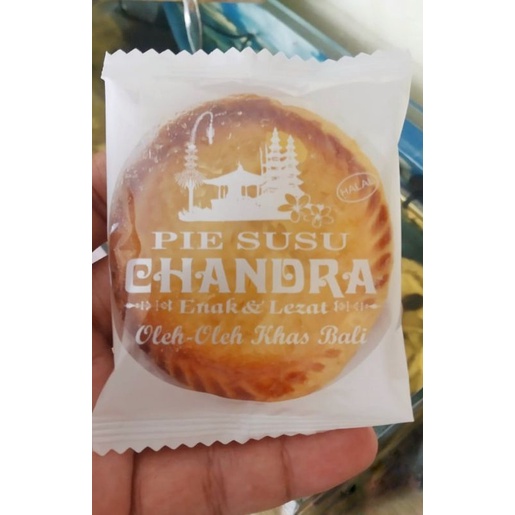 HALAL
PIE SUSU
CHANDRA
Enak & Lezat
Oleh-Oleh Khas Bali